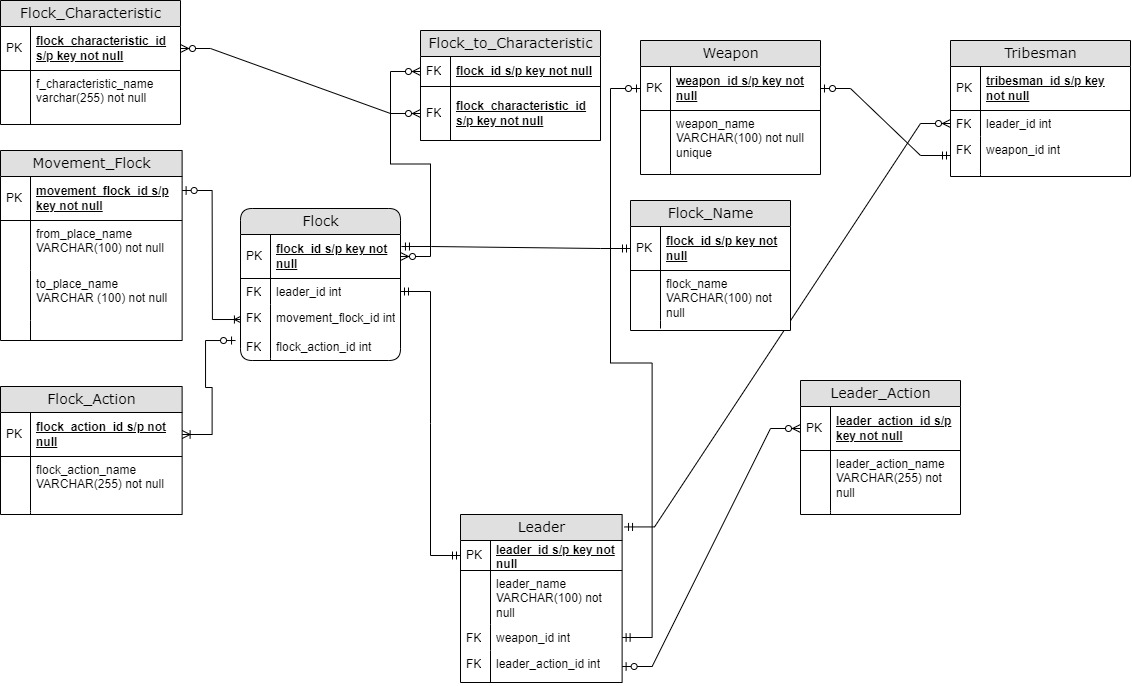 Flock_Characteristic
PK
flock_characteristic_id
s/p key not null
f_characteristic_name
varchar(255) not null
Flock_to_Characteristic
FK
flock_id s/p key not null
FK
flock_characteristic_id
s/p key not null
Weapon
PK
weapon_id s/p key not
null
weapon_name
VARCHAR(100) not null
unique
Tribesman
PK
tribesman_id s/p key
not null
FK
leader_id int
FK
weapon_id int
Movement_Flock
PK
movement_flock_id s/p
key not null
from_place_name
VARCHAR(100) not null
to_place_name
VARCHAR (100) not null
Flock
PK
flock_id s/p key not
null
FK
leader_id int
FK
movement_flock_id int
FK
flock_action_id int
Flock_Name
PK
flock_id s/p key not
null
flock_name
VARCHAR(100) not
null
Flock_Action
PK
flock_action_id s/p not
null
flock_action_name
VARCHAR(255) not null
Leader_Action
PK
leader_action_id s/p
key not null
leader_action_name
VARCHAR(255) not
null
Leader
PK
leader_id s/p key not
null
leader_name
VARCHAR(100) not
null
FK
weapon_id int
FK
leader_action_id int